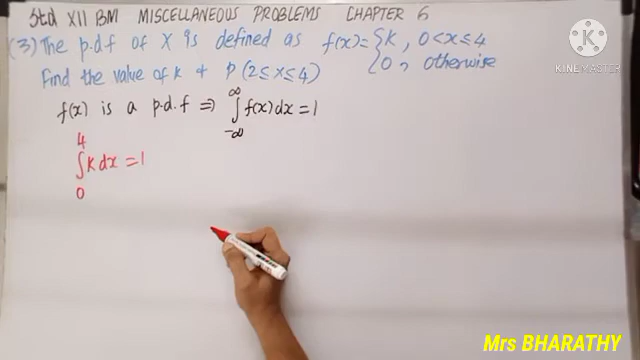 Std XII BM MISCELLANEOUS PROBLEMS CHAPTER 6
(3) The p.d.f of X is defined as f(x)= { K, 0<x≤4
0, otherwise
Find the value of K & P(2≤x≤4)
f(x) is a p.d.f ⇒ ∫_{-∞}^{∞} f(x)dx=1
∫_{0}^{4} K dx =1
KINEMASTER
Mrs BHARATHY